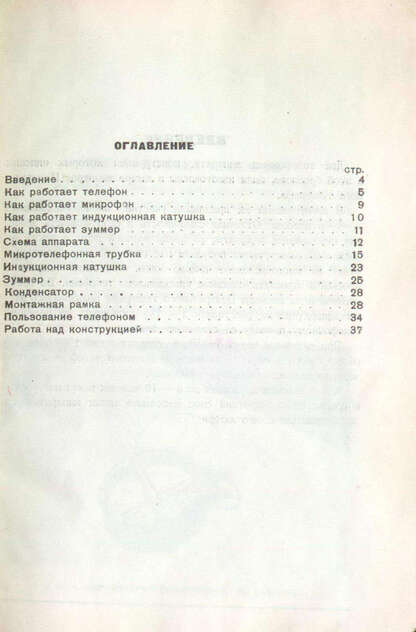 ОГЛАВЛЕНИЕ
стр.
Введение . . . . . . . . . . . . . . . . . . . . . . . 4
Как работает телефон . . . . . . . . . . . . . . . . . 5
Как работает микрофон . . . . . . . . . . . . . . . . 9
Как работает индукционная катушка . . . . . . . . . . 10
Как работает зуммер . . . . . . . . . . . . . . . . . 11
Схема аппарата . . . . . . . . . . . . . . . . . . . . 12
Микротелефонная трубка . . . . . . . . . . . . . . . . 15
Индукционная катушка . . . . . . . . . . . . . . . . . 23
Зуммер . . . . . . . . . . . . . . . . . . . . . . . . 25
Конденсатор . . . . . . . . . . . . . . . . . . . . . 28
Монтажная рамка . . . . . . . . . . . . . . . . . . . 28
Пользование телефоном . . . . . . . . . . . . . . . . 34
Работа над конструкцией . . . . . . . . . . . . . . . 37